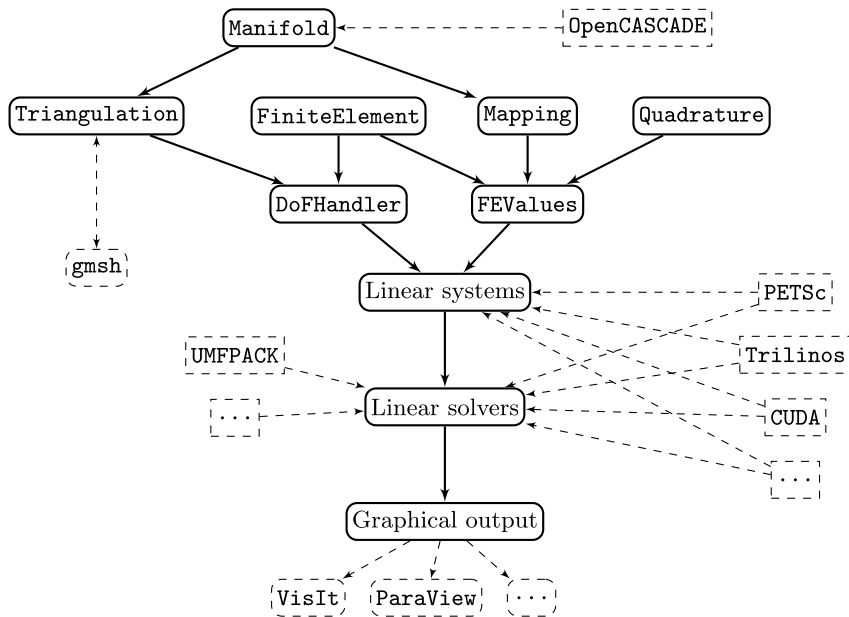 Manifold
OpenCASCADE
Triangulation
FiniteElement
Mapping
Quadrature
DoFHandler
FEValues
gmsh
Linear systems
PETSc
UMFPACK
Trilinos
...
Linear solvers
CUDA
...
Graphical output
VisIt
ParaView
...